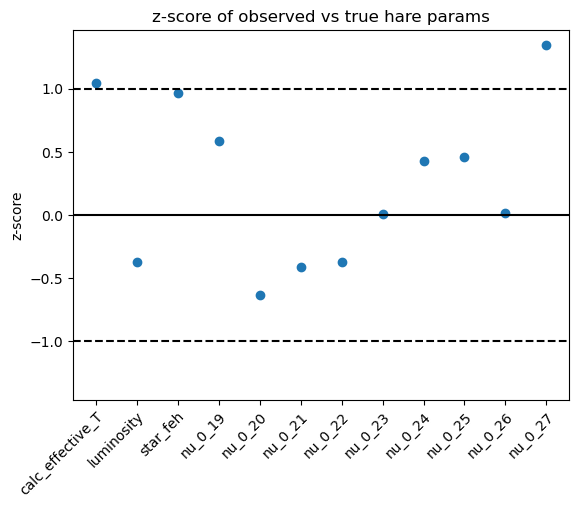 z-score of observed vs true hare params
z-score
1.0
0.5
0.0
−0.5
−1.0
calc_effective_T
luminosity
star_feh
nu_0_19
nu_0_20
nu_0_21
nu_0_22
nu_0_23
nu_0_24
nu_0_25
nu_0_26
nu_0_27